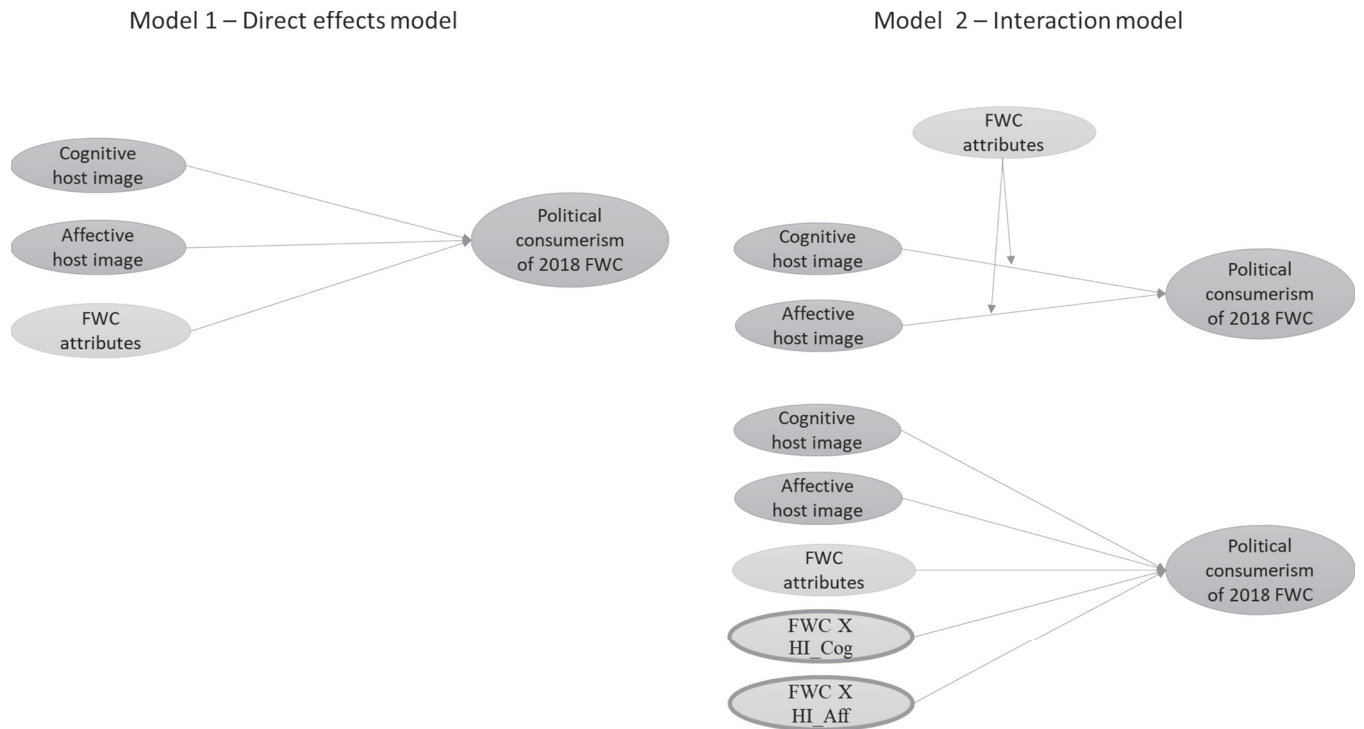 Model 1 – Direct effects model
Cognitive
host image
Affective
host image
FWC
attributes
Political
consumerism
of 2018 FWC
Model 2 – Interaction model
FWC
attributes
Cognitive
host image
Affective
host image
Political
consumerism
of 2018 FWC
Cognitive
host image
Affective
host image
FWC
attributes
FWC X
HI_Cog
FWC X
HI_Aff
Political
consumerism
of 2018 FWC